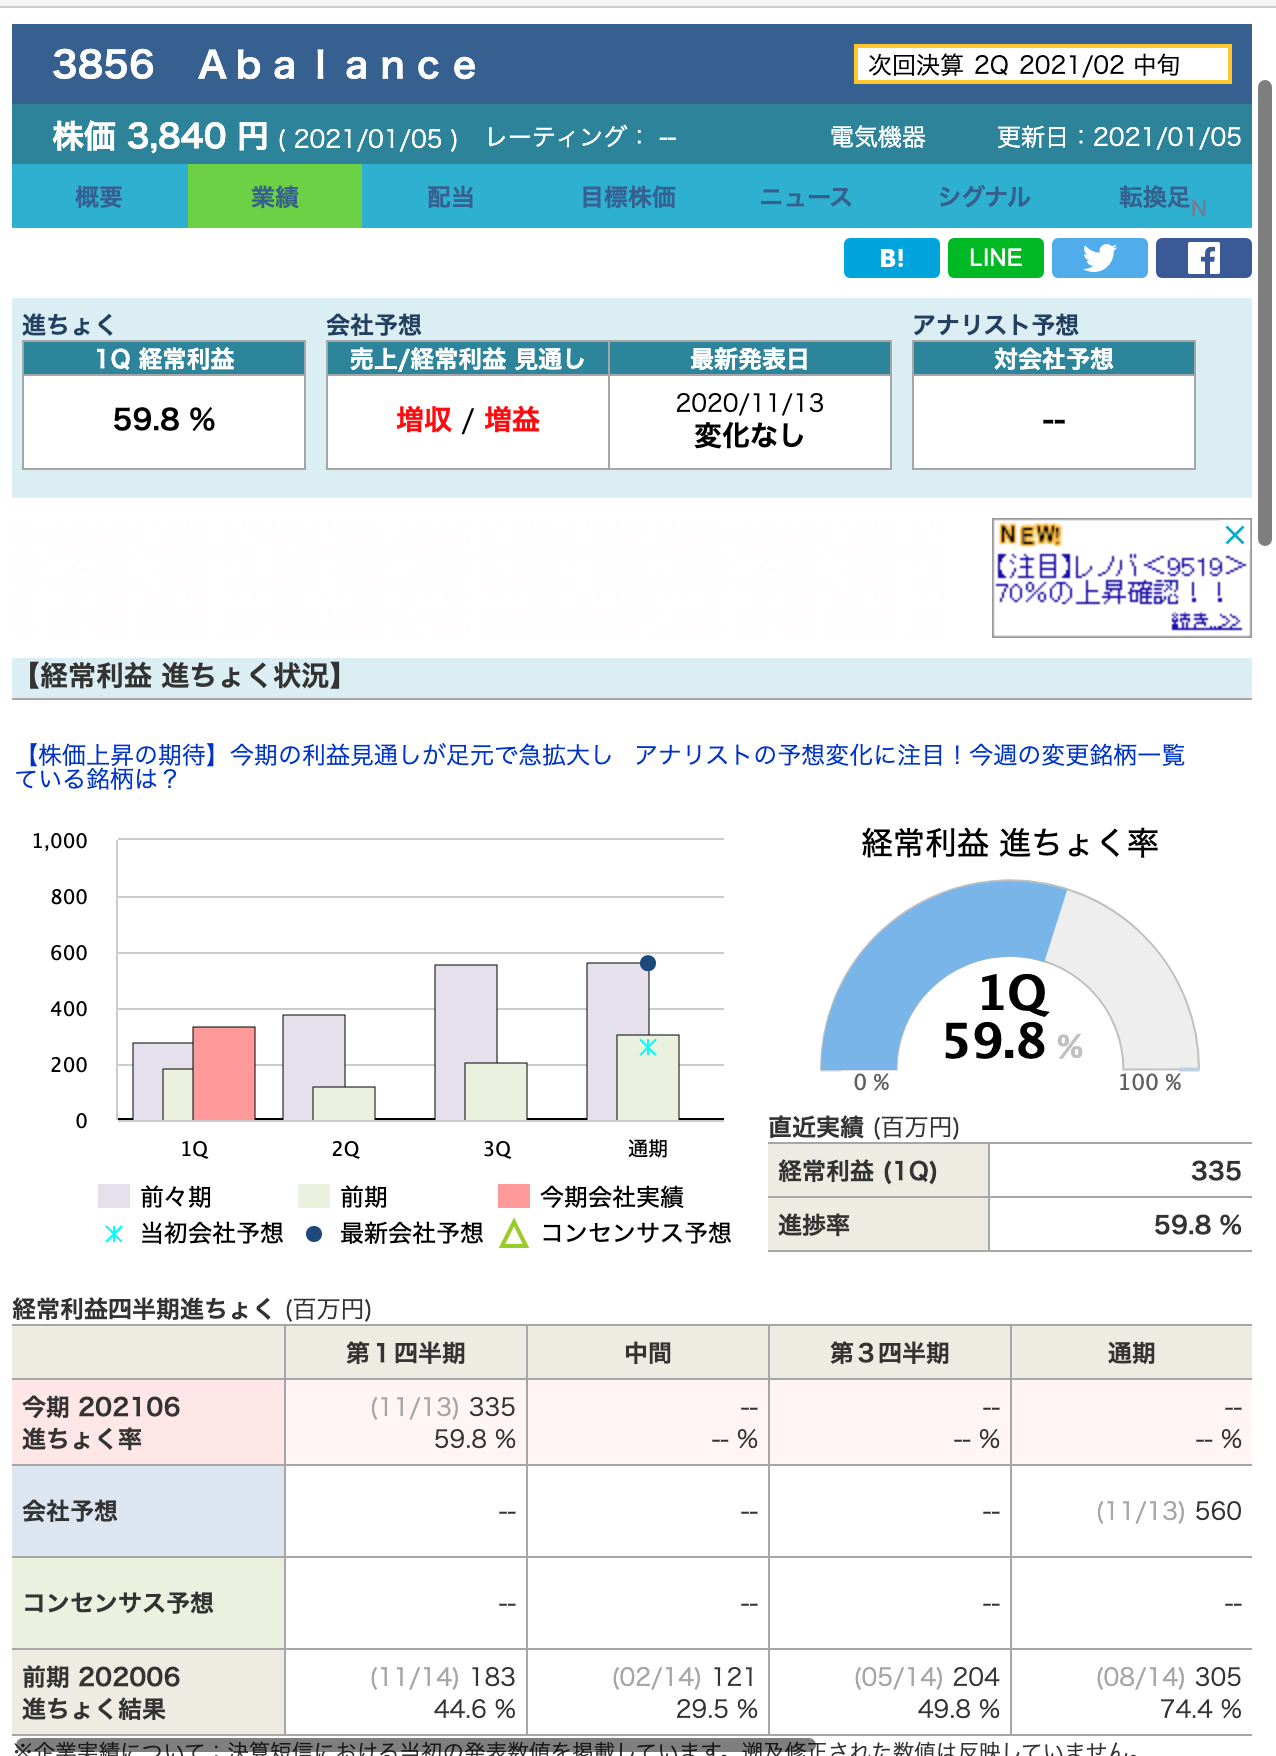 3856　Ａｂａｌａｎｃｅ
次回決算 2Q 2021/02 中旬
株価 3,840 円 ( 2021/01/05 )　レーティング： --
電気機器
更新日：2021/01/05
概要
業績
配当
目標株価
ニュース
シグナル
転換足N
B!
LINE
進ちょく
会社予想
アナリスト予想
1Q 経常利益
売上/経常利益 見通し
最新発表日
対会社予想
59.8 %
増収 / 増益
2020/11/13
変化なし
--
NEW!
【注目】レノバ<9519>
70%の上昇確認！！
続き..>>
【経常利益 進ちょく状況】
【株価上昇の期待】今期の利益見通しが足元で急拡大し
ている銘柄は？
アナリストの予想変化に注目！今週の変更銘柄一覧
1,000
800
600
400
200
0
1Q
2Q
3Q
通期
前々期
前期
今期会社実績
当初会社予想
最新会社予想
コンセンサス予想
経常利益 進ちょく率
1Q
59.8 %
0 %
100 %
直近実績 (百万円)
経常利益 (1Q)
335
進捗率
59.8 %
経常利益四半期進ちょく (百万円)
第１四半期
中間
第３四半期
通期
今期 202106
進ちょく率
(11/13) 335
59.8 %
--
-- %
--
-- %
--
-- %
会社予想
--
--
--
(11/13) 560
コンセンサス予想
--
--
--
--
前期 202006
進ちょく結果
(11/14) 183
44.6 %
(02/14) 121
29.5 %
(05/14) 204
49.8 %
(08/14) 305
74.4 %
※企業実績について：決算短信における当初の発表数値を掲載しています。遡及修正された数値は反映していません。